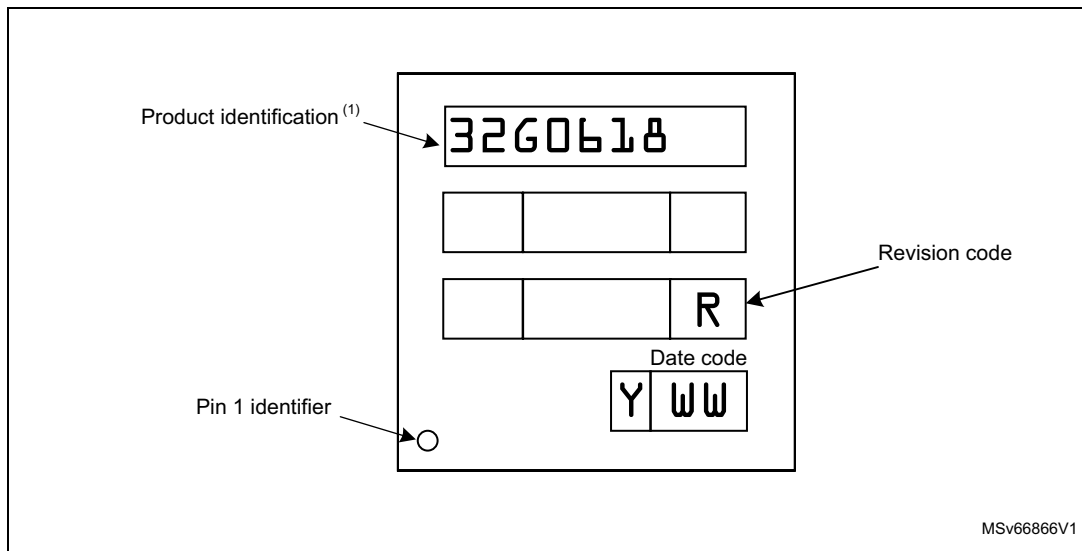 Product identification (1)
32G0618
Revision code
R
Date code
Y WW
Pin 1 identifier
MSv66866V1